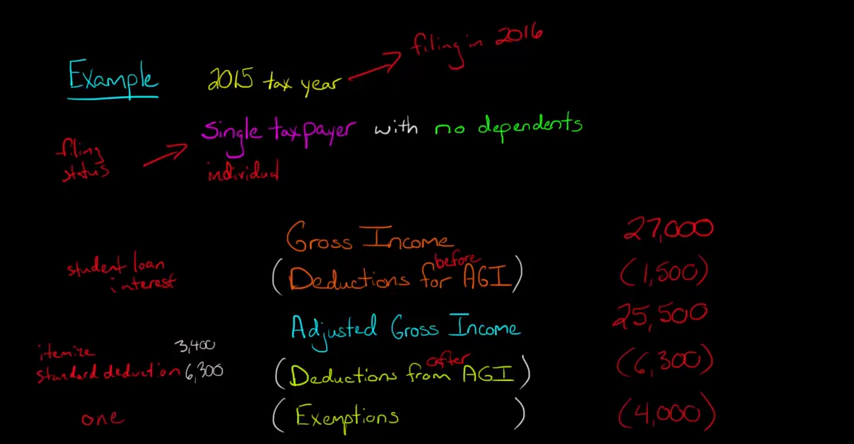 filing in 2016
Example 2015 tax year
Single taxpayer with no dependents
filing
status
individual
Gross Income 27,000
student loan
interest
before
(Deductions for AGI) (1,500)
Adjusted Gross Income 25,500
itemize 3,400
standard deduction 6,300
after
(Deductions from AGI) (6,300)
one (Exemptions ) (4,000)